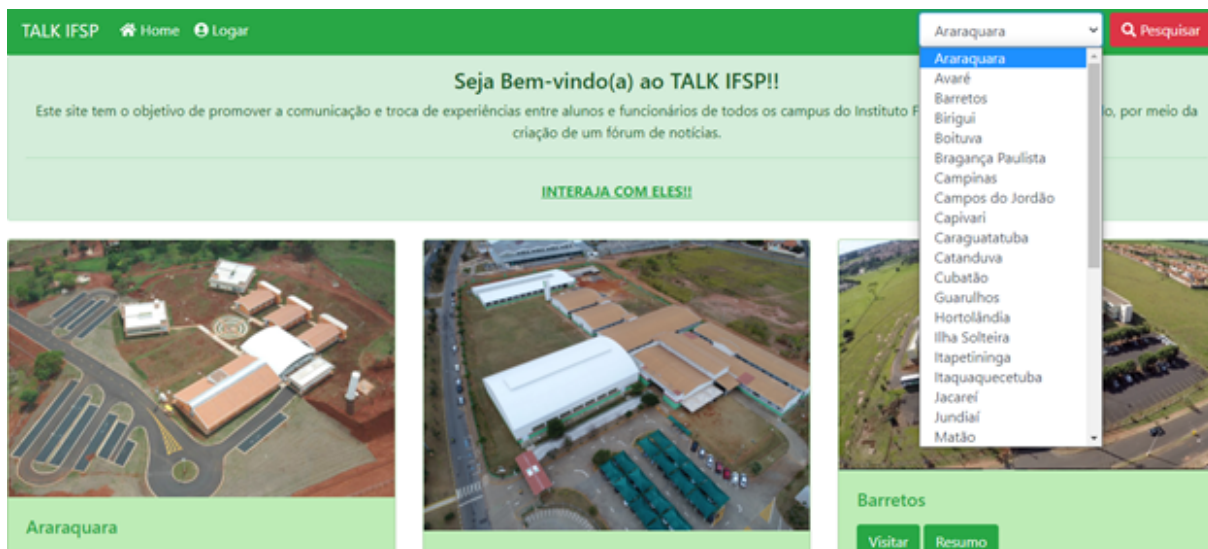 TALK IFSP Home Logar Araraquara Pesquisar
Seja Bem-vindo(a) ao TALK IFSP!!
Este site tem o objetivo de promover a comunicação e troca de experiências entre alunos e funcionários de todos os campus do Instituto F
lo, por meio da
criação de um fórum de notícias.
INTERAJA COM ELES!!
Araraquara
Avaré
Barretos
Birigui
Boituva
Bragança Paulista
Campinas
Campos do Jordão
Capivari
Caraguatatuba
Catanduva
Cubatão
Guarulhos
Hortolândia
Ilha Solteira
Itapetininga
Itaquaquecetuba
Jacareí
Jundiaí
Matão
Araraquara
Barretos
Visitar Resumo